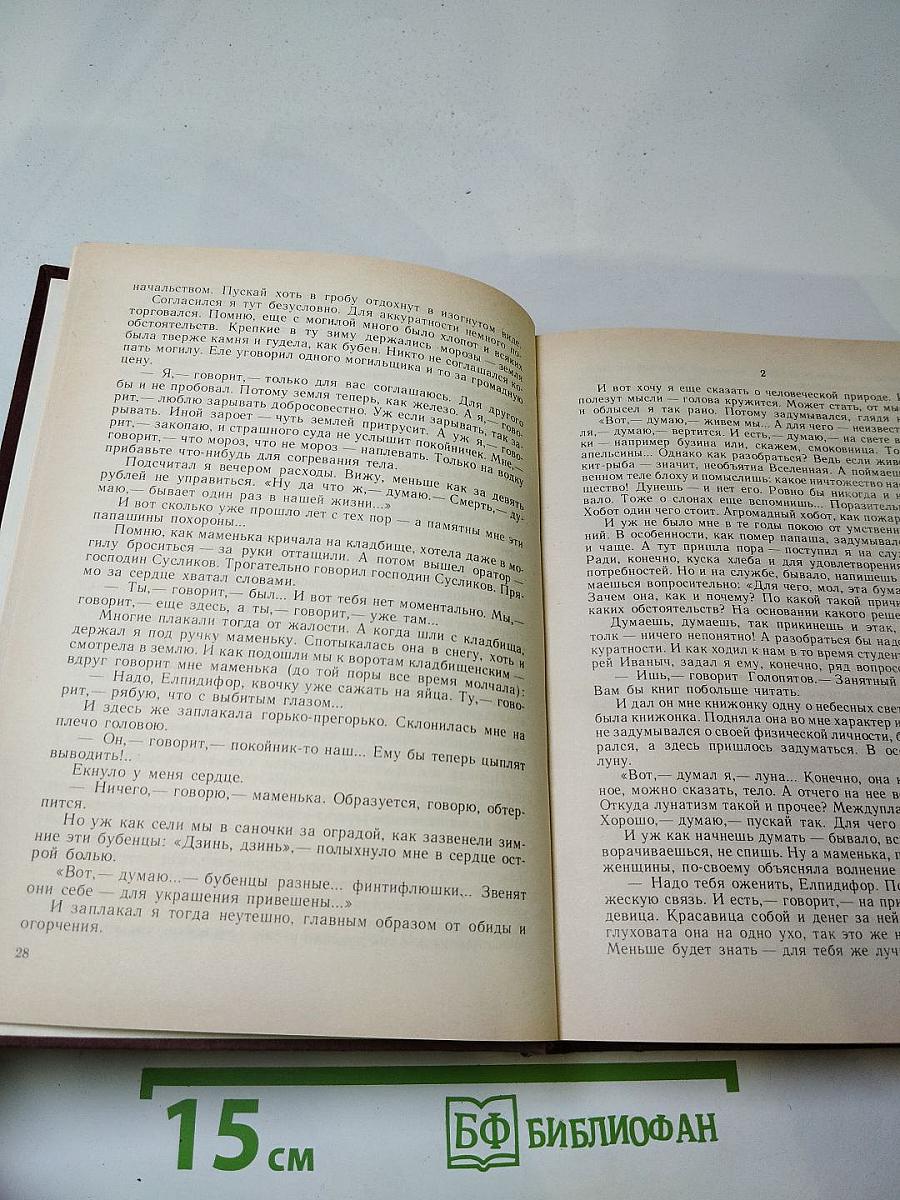 начальством. Пускай хоть в гробу отдохнут в изогнутом виде.
Согласился я тут безусловно. Для аккуратности немного по-
торговался. Помню, еще с могилой много было хлопот и всяких
обстоятельств. Крепкие в ту зиму держались морозы — земля
была тверже камня и гудела, как бубен. Никто не соглашался ко-
пать могилу. Еле уговорил одного могильщика и то за громадную
цену.
— Я,— говорит,— только для вас соглашаюсь. Для другого
бы и не пробовал. Потому земля теперь, как железо. А я,— гово-
рит,— люблю зарывать добросовестно. Уж если зарывать, так за-
рывать. Иной зароет — чуть землей притрусит. А уж я,— гово-
рит,— закопаю, и страшного суда не услышит покойничек. Мне,—
говорит,— что мороз, что не мороз — наплевать. Только на водку
прибавьте что-нибудь для согревания тела.
Подсчитал я вечером расходы. Вижу, меньше как за девять
рублей не управиться. «Ну да что ж,— думаю.— Смерть,— ду-
маю,— бывает один раз в нашей жизни...»
И вот сколько уже прошло лет с тех пор — а памятны мне эти
папашины похороны...
Помню, как маменька кричала на кладбище, хотела даже в мо-
гилу броситься — за руки оттащили. А потом вышел оратор —
господин Сусликов. Трогательно говорил господин Сусликов. Пря-
мо за сердце хватал словами.
— Ты,— говорит,— был... И вот тебя нет моментально. Мы,—
говорит,— еще здесь, а ты,— говорит,— уже там...
Многие плакали тогда от жалости. А когда шли с кладбища,
держал я под ручку маменьку. Спотыкалась она в снегу, хоть и
смотрела в землю. И как подошли мы к воротам кладбищенским —
вдруг говорит мне маменька (до той поры все время молчала):
— Надо, Елпидифор, квочку уже сажать на яйца. Ту,— гово-
рит,— рябую, что с выбитым глазом...
И здесь же заплакала горько-прегорько. Склонилась мне на
плечо головою.
— Он,— говорит,— покойник-то наш... Ему бы теперь цыплят
выводить!..
Екнуло у меня сердце.
— Ничего,— говорю,— маменька. Образуется, говорю, обтер-
пится.
Но уж как сели мы в саночки за оградой, как зазвенели зим-
ние эти бубенцы: «Дзинь, дзинь»,— полыхнуло мне в сердце ост-
рой болью.
«Вот,— думаю...— бубенцы разные... финтифлюшки... Звенят
они себе — для украшения привешены...»
И заплакал я тогда неутешно, главным образом от обиды и
огорчения.
28
2
И вот хочу я еще сказать о человеческой природе.
полезут мысли — голова кружится. Может стать, от
и облысел я так рано. Потому задумывался, глядя
«Вот,— думаю,— живем мы... А для чего — неизвест
ля,— думаю,— вертится. И есть,— думаю,— на свете
и — например бузина или, скажем, смоковница.
апельсины... Однако как разобраться? Ведь если
кит-рыба — значит, необъятна Вселенная. А поймаеш
венном теле блоху и помыслишь: какое ничтожество
щество! Дунешь — и нет его. Ровно бы никогда и
вало. Тоже о слонах еще вспомнишь... Поразитель
Хобот один чего стоит. Агромадный хобот, как пожар
И уж не было мне в те годы покою от умствен
ний. В особенности, как помер папаша, задумывал
и чаще. А тут пришла пора — поступил я на слу
Ради, конечно, куска хлеба и для удовлетворения
потребностей. Но и на службе, бывало, напишешь
маешься вопросительно: «Для чего, мол, эта бума
Зачем она, как и почему? По какой такой причи
каких обстоятельств? На основании какого реше
Думаешь, думаешь, так прикинешь и этак,
толк — ничего непонятно! А разобраться бы надо
куратности. И как ходил к нам в то время студен
рей Иваныч, задал я ему, конечно, ряд вопрос
— Ишь,— говорит Голопятов.— Занятный
Вам бы книг побольше читать.
И дал он мне книжонку одну о небесных свет
была книжонка. Подняла она во мне характер и
не задумывался о своей физической личности,
рался, а здесь пришлось задуматься. В ос
луну.
«Вот,— думал я,— луна... Конечно, она
ное, можно сказать, тело. А отчего на нее
Откуда лунатизм такой и прочее? Междупла
Хорошо,— думаю,— пускай так. Для чего
И уж как начнешь думать — бывало,
ворачиваешься, не спишь. Ну а маменька,
женщины, по-своему объясняла волнение
— Надо тебя оженить, Елпидифор.
жескую связь. И есть,— говорит,— на
девица. Красавица собой и денег за ней
глуховата она на одно ухо, так это же
Меньше будет знать — для тебя же луч
15 см
БФ БИБЛИОФАН